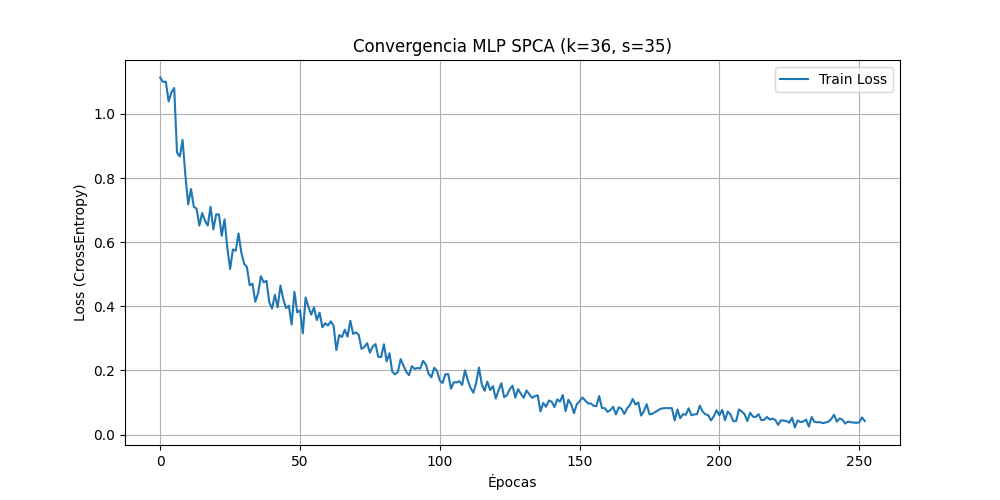 Convergencia MLP SPCA (k=36, s=35)
Train Loss
Loss (CrossEntropy)
1.0
0.8
0.6
0.4
0.2
0.0
0 50 100 150 200 250
Épocas